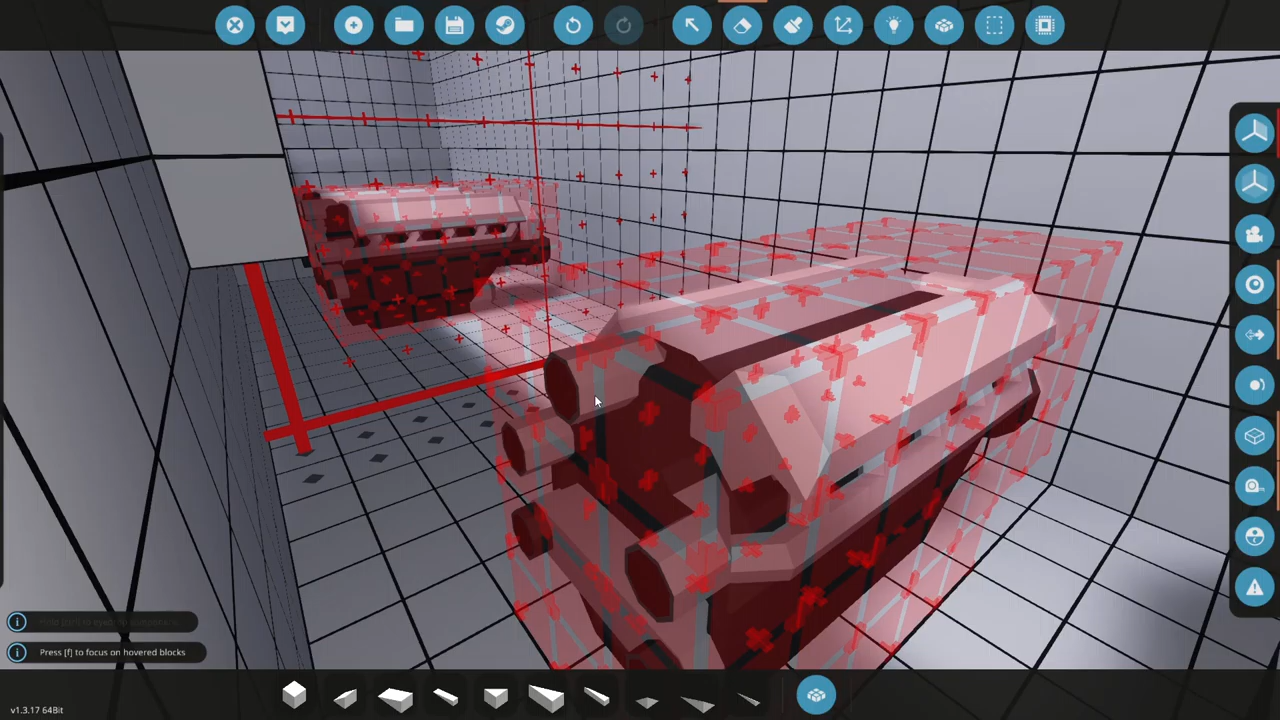 Press [f] to focus on hovered blocks
v1.3.17 64Bit